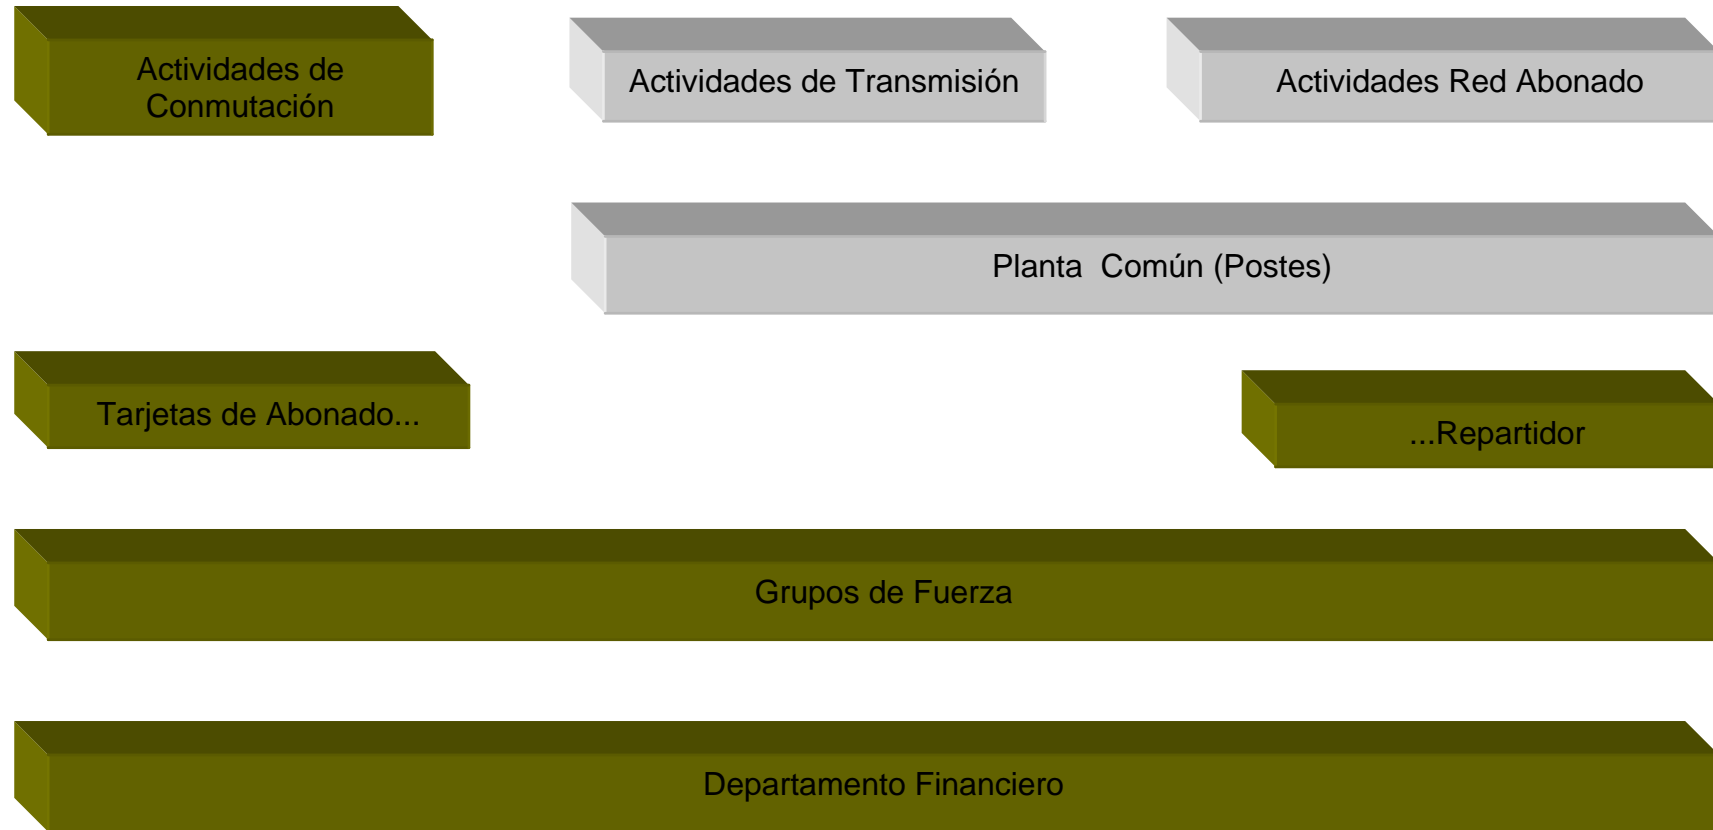 Actividades de
Conmutación
Actividades de Transmisión
Actividades Red Abonado
Planta  Común (Postes)
Tarjetas de Abonado...
...Repartidor
Grupos de Fuerza
Departamento Financiero